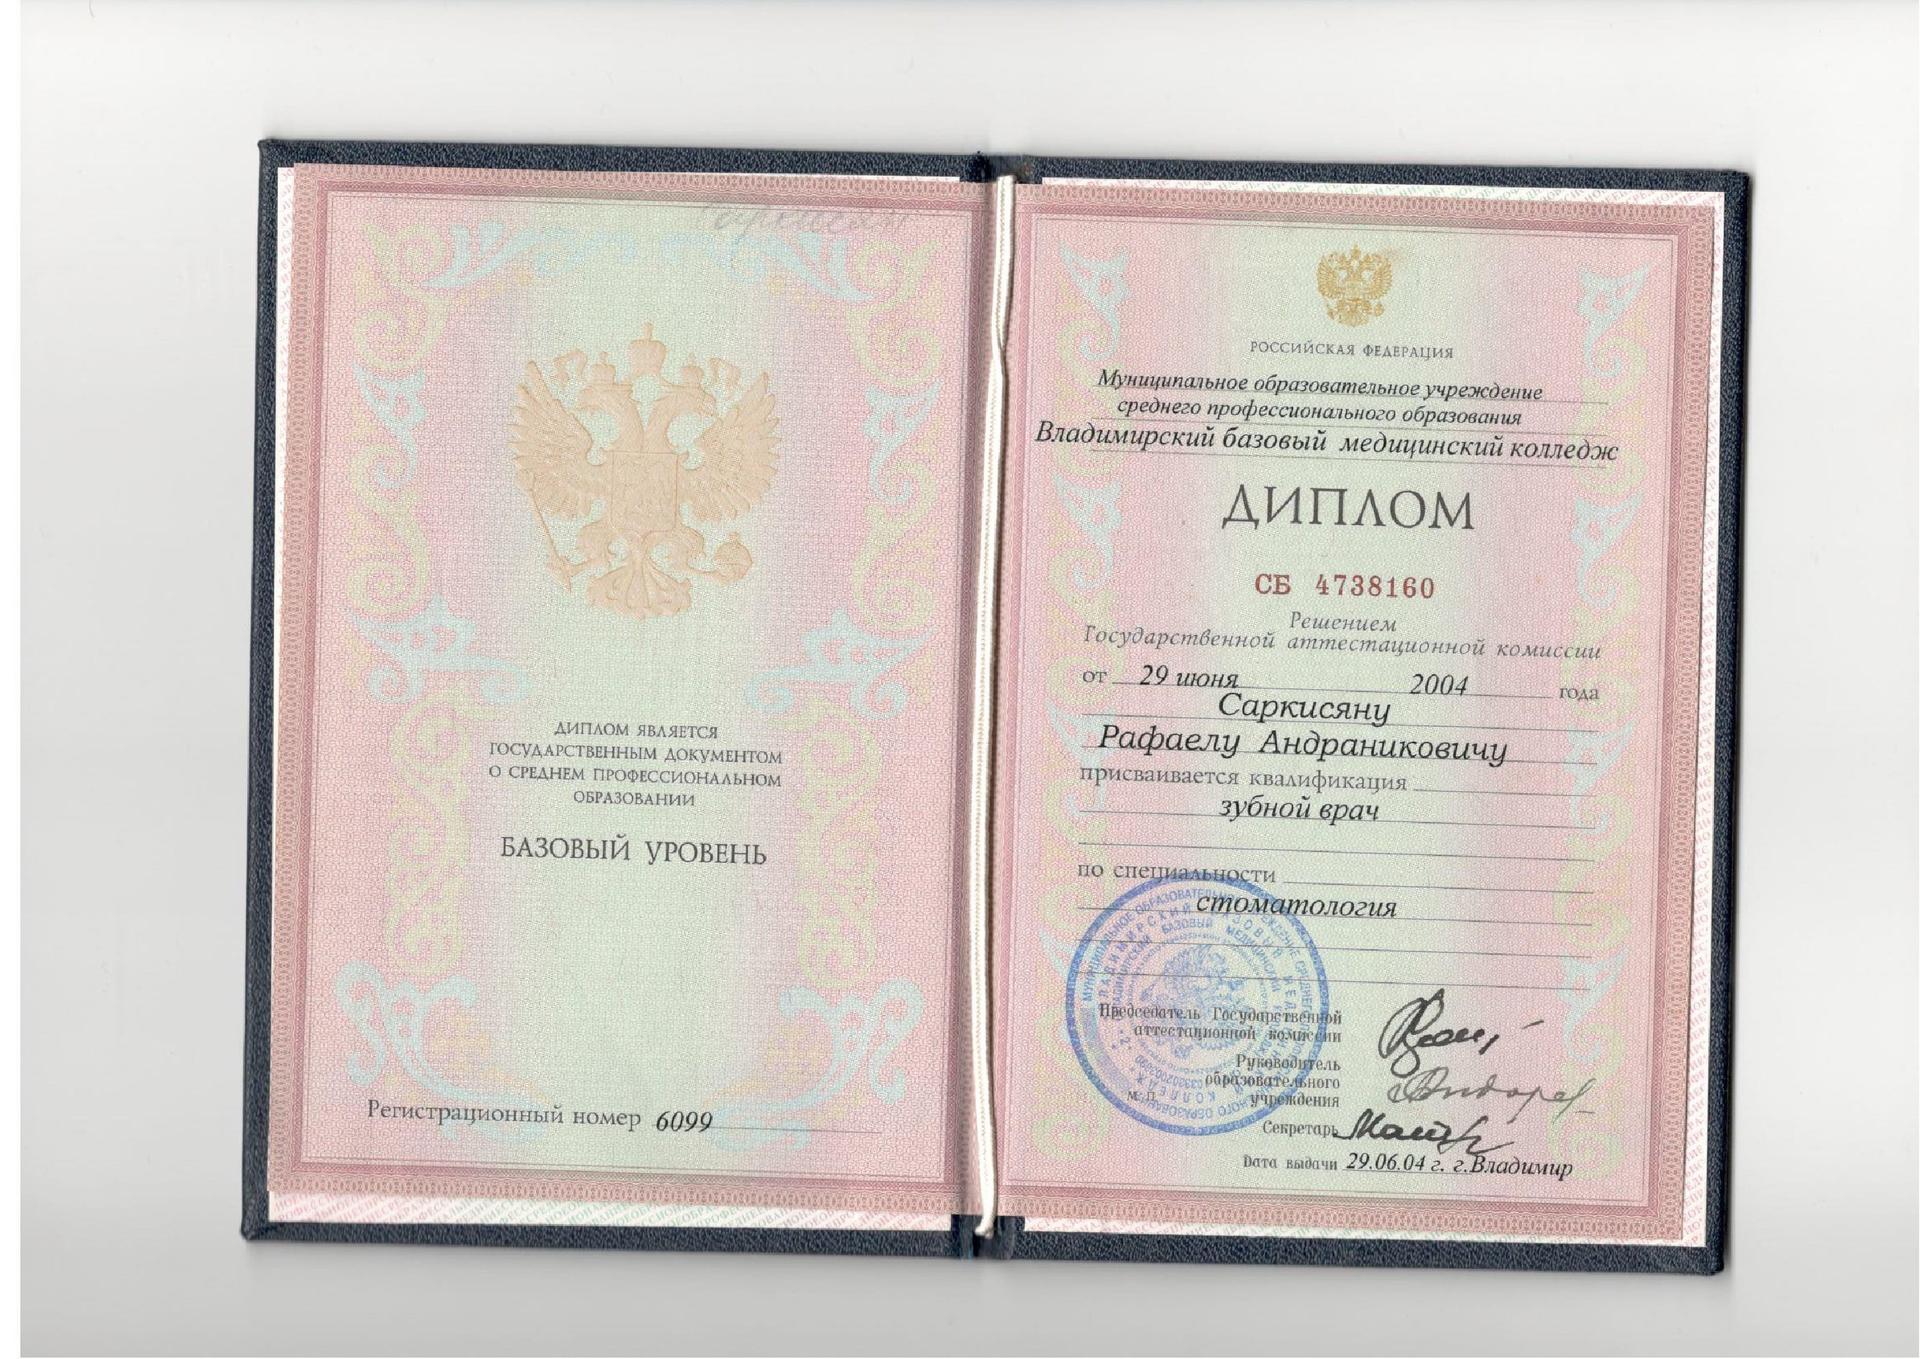 Саркисян
ДИПЛОМ ЯВЛЯЕТСЯ
ГОСУДАРСТВЕННЫМ ДОКУМЕНТОМ
О СРЕДНЕМ ПРОФЕССИОНАЛЬНОМ
ОБРАЗОВАНИИ
БАЗОВЫЙ УРОВЕНЬ
Регистрационный номер 6099
РОССИЙСКАЯ ФЕДЕРАЦИЯ
Муниципальное образовательное учреждение
среднего профессионального образования
Владимирский базовый медицинский колледж
ДИПЛОМ
СБ 4738160
Решением
Государственной аттестационной комиссии
от 29 июня 2004 года
Саркисяну
Рафаелу Андраниковичу
присваивается квалификация
зубной врач
по специальности
стоматология
Председатель Государственной
аттестационной комиссии
Руководитель
образовательного
М.П. учреждения
Секретарь
Дата выдачи 29.06.04 г. г.Владимир